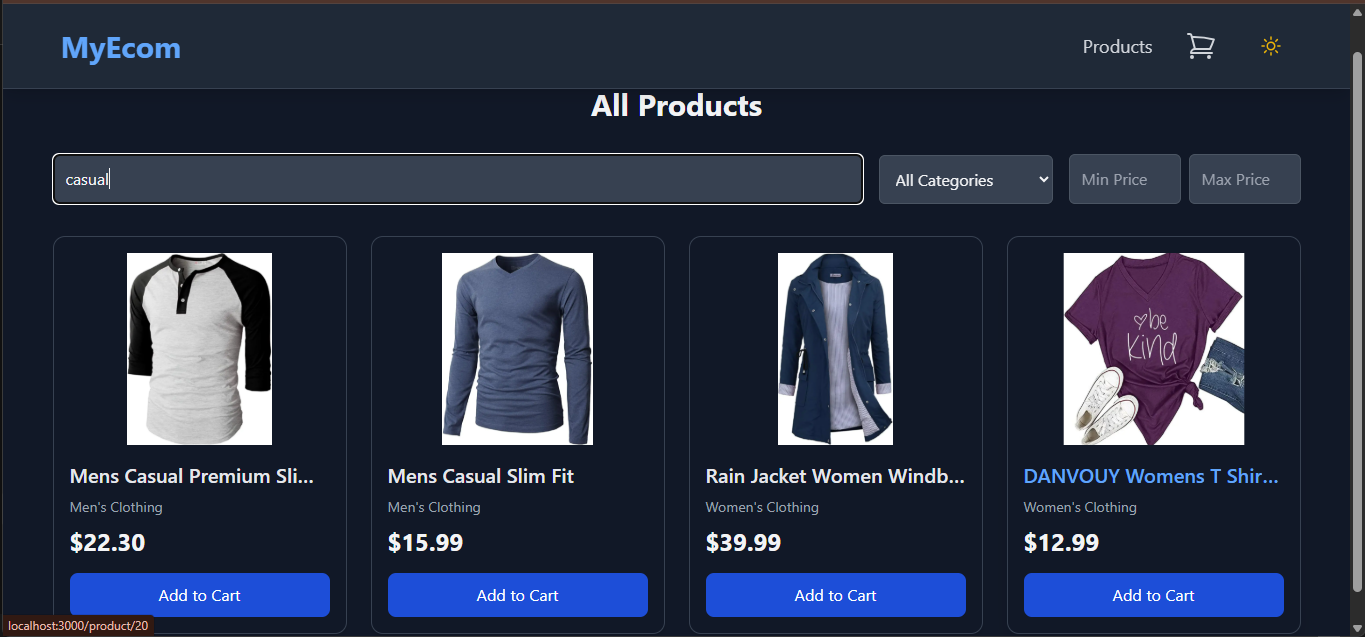 MyEcom
Products
All Products
casual
All Categories
Min Price
Max Price
be
kind
Mens Casual Premium Sli...
Men's Clothing
$22.30
Add to Cart
Mens Casual Slim Fit
Men's Clothing
$15.99
Add to Cart
Rain Jacket Women Windb...
Women's Clothing
$39.99
Add to Cart
DANVOUY Womens T Shir...
Women's Clothing
$12.99
Add to Cart
localhost:3000/product/20